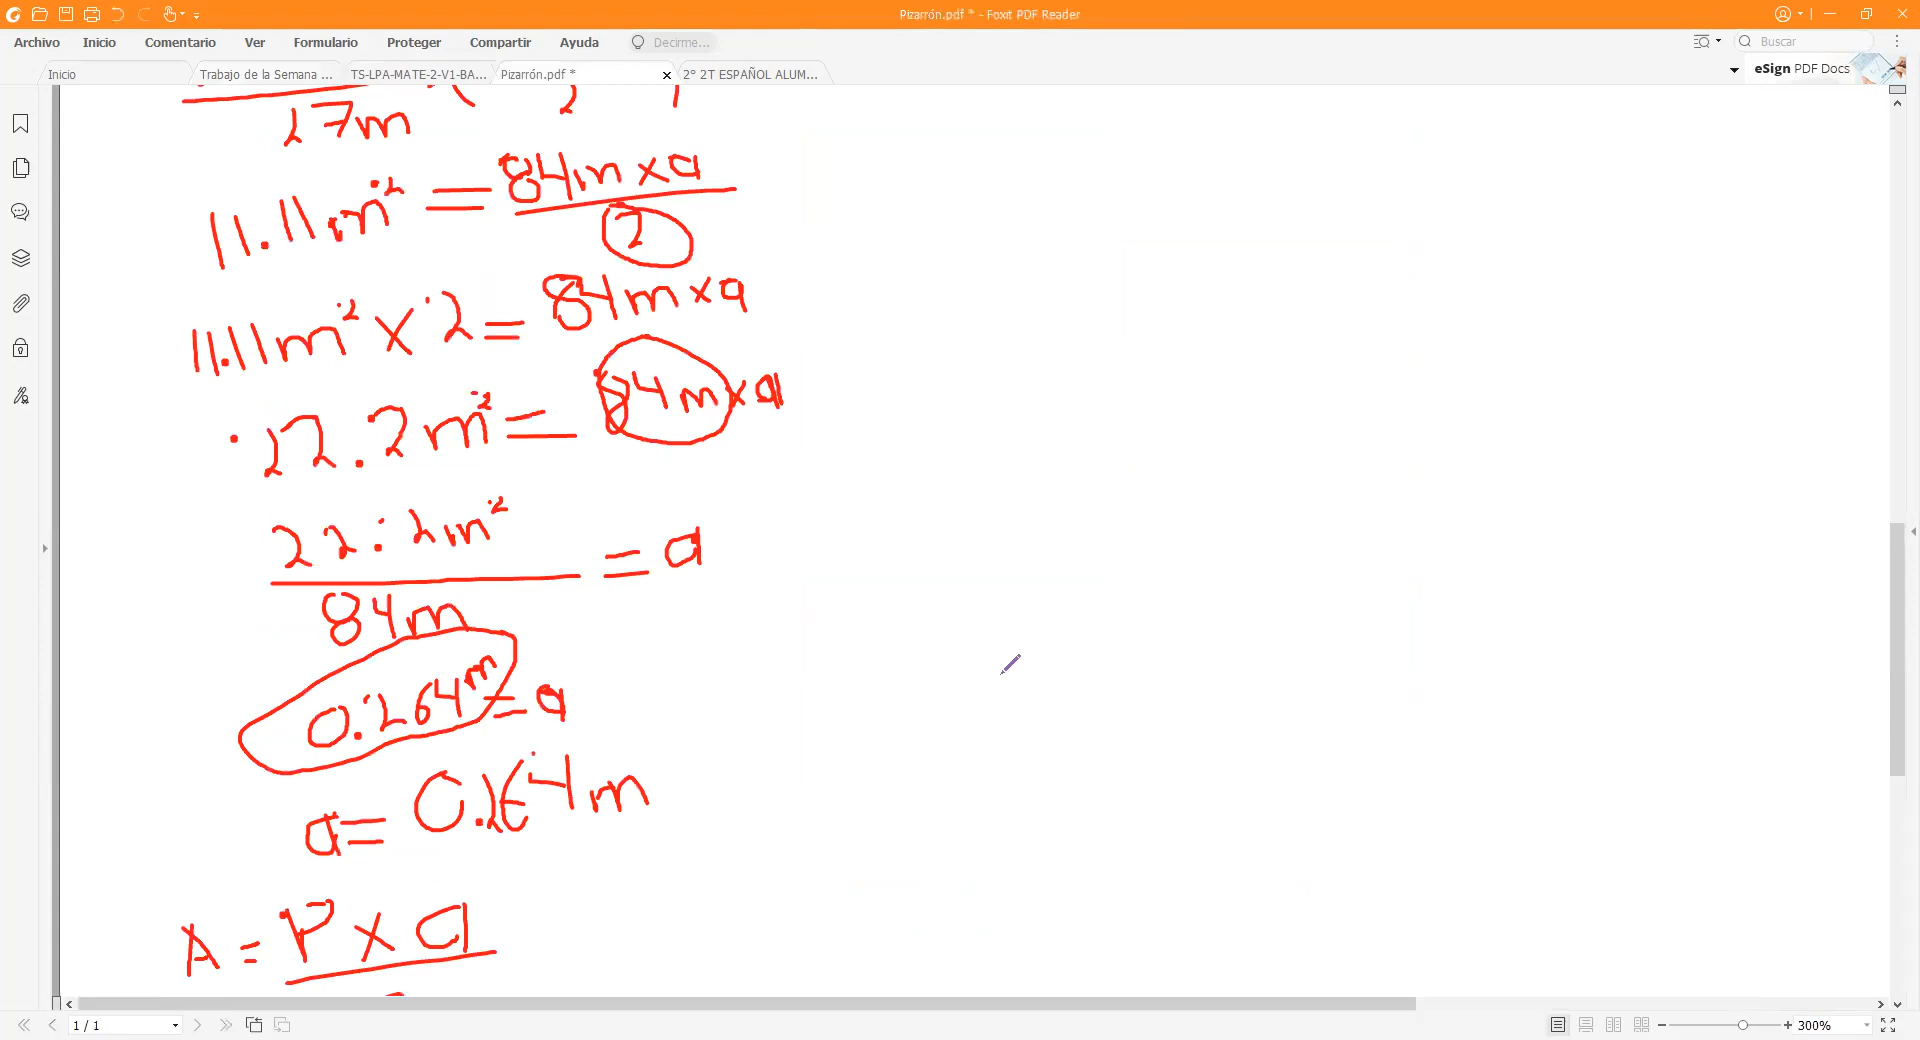 Pizarrón.pdf * - Foxit PDF Reader
Archivo Inicio Comentario Ver Formulario Proteger Compartir Ayuda Decirme... Buscar
Inicio Trabajo de la Semana ... TS-LPA-MATE-2-V1-BA... Pizarrón.pdf * 2° 2T ESPAÑOL ALUM... eSign PDF Docs
27m
11.11m² = 84m x a
2
11.11m² x 2 = 84m x a
22.2m² = 84m x a
22.2m² = a
84m
0.264m = a
a = 0.264m
A = P x a
1 / 1 300%